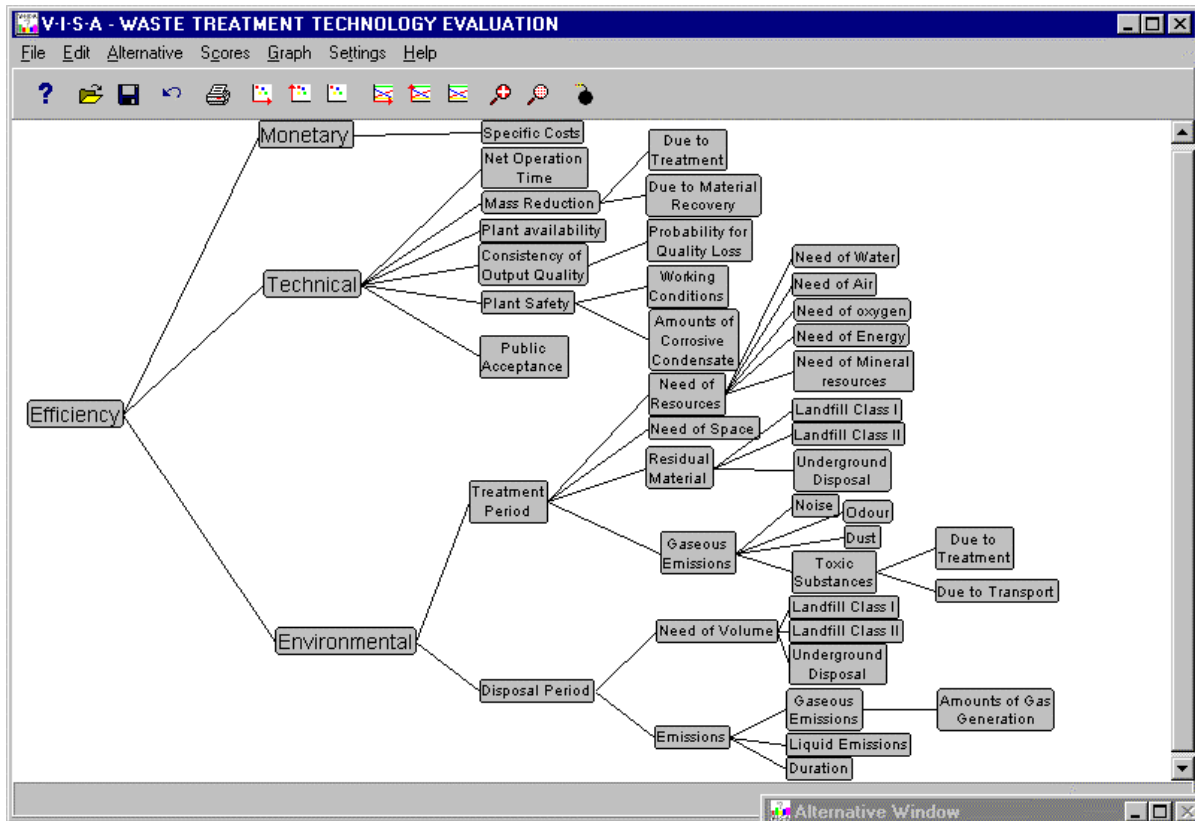 V·I·S·A - WASTE TREATMENT TECHNOLOGY EVALUATION
File Edit Alternative Scores Graph Settings Help
?
Monetary
Specific Costs
Net Operation
Time
Due to
Treatment
Mass Reduction
Due to Material
Recovery
Plant availability
Consistency of
Output Quality
Probability for
Quality Loss
Technical
Plant Safety
Working
Conditions
Amounts of
Corrosive
Condensate
Public
Acceptance
Need of Water
Need of Air
Need of oxygen
Need of Energy
Need of Mineral
resources
Need of
Resources
Efficiency
Need of Space
Landfill Class I
Landfill Class II
Residual
Material
Underground
Disposal
Treatment
Period
Noise
Odour
Dust
Gaseous
Emissions
Toxic
Substances
Due to
Treatment
Due to Transport
Environmental
Need of Volume
Landfill Class I
Landfill Class II
Underground
Disposal
Disposal Period
Gaseous
Emissions
Amounts of Gas
Generation
Emissions
Liquid Emissions
Duration
Alternative Window